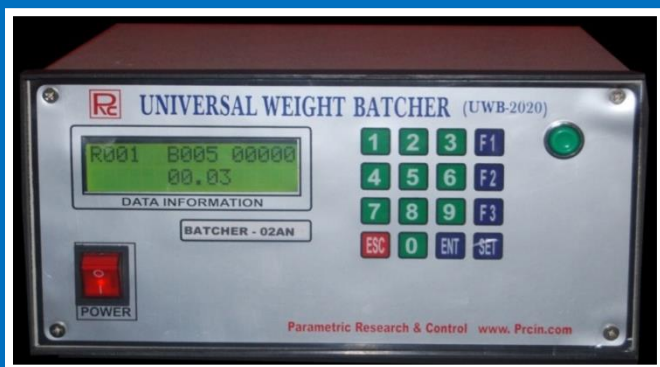 Rc UNIVERSAL WEIGHT BATCHER (UWB-2020)
R001 B005 00000
00.03
DATA INFORMATION
BATCHER - 02AN
POWER
1 2 3 F1
4 5 6 F2
7 8 9 F3
ESC 0 ENT SET
Parametric Research & Control www. Prcin.com